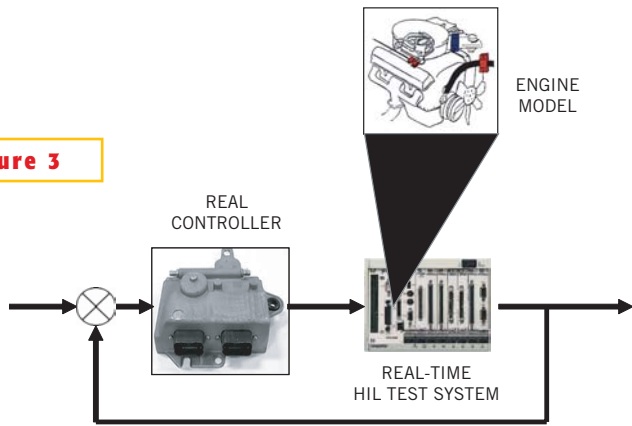 ENGINE
MODEL
ure 3
REAL
CONTROLLER
REAL-TIME
HIL TEST SYSTEM